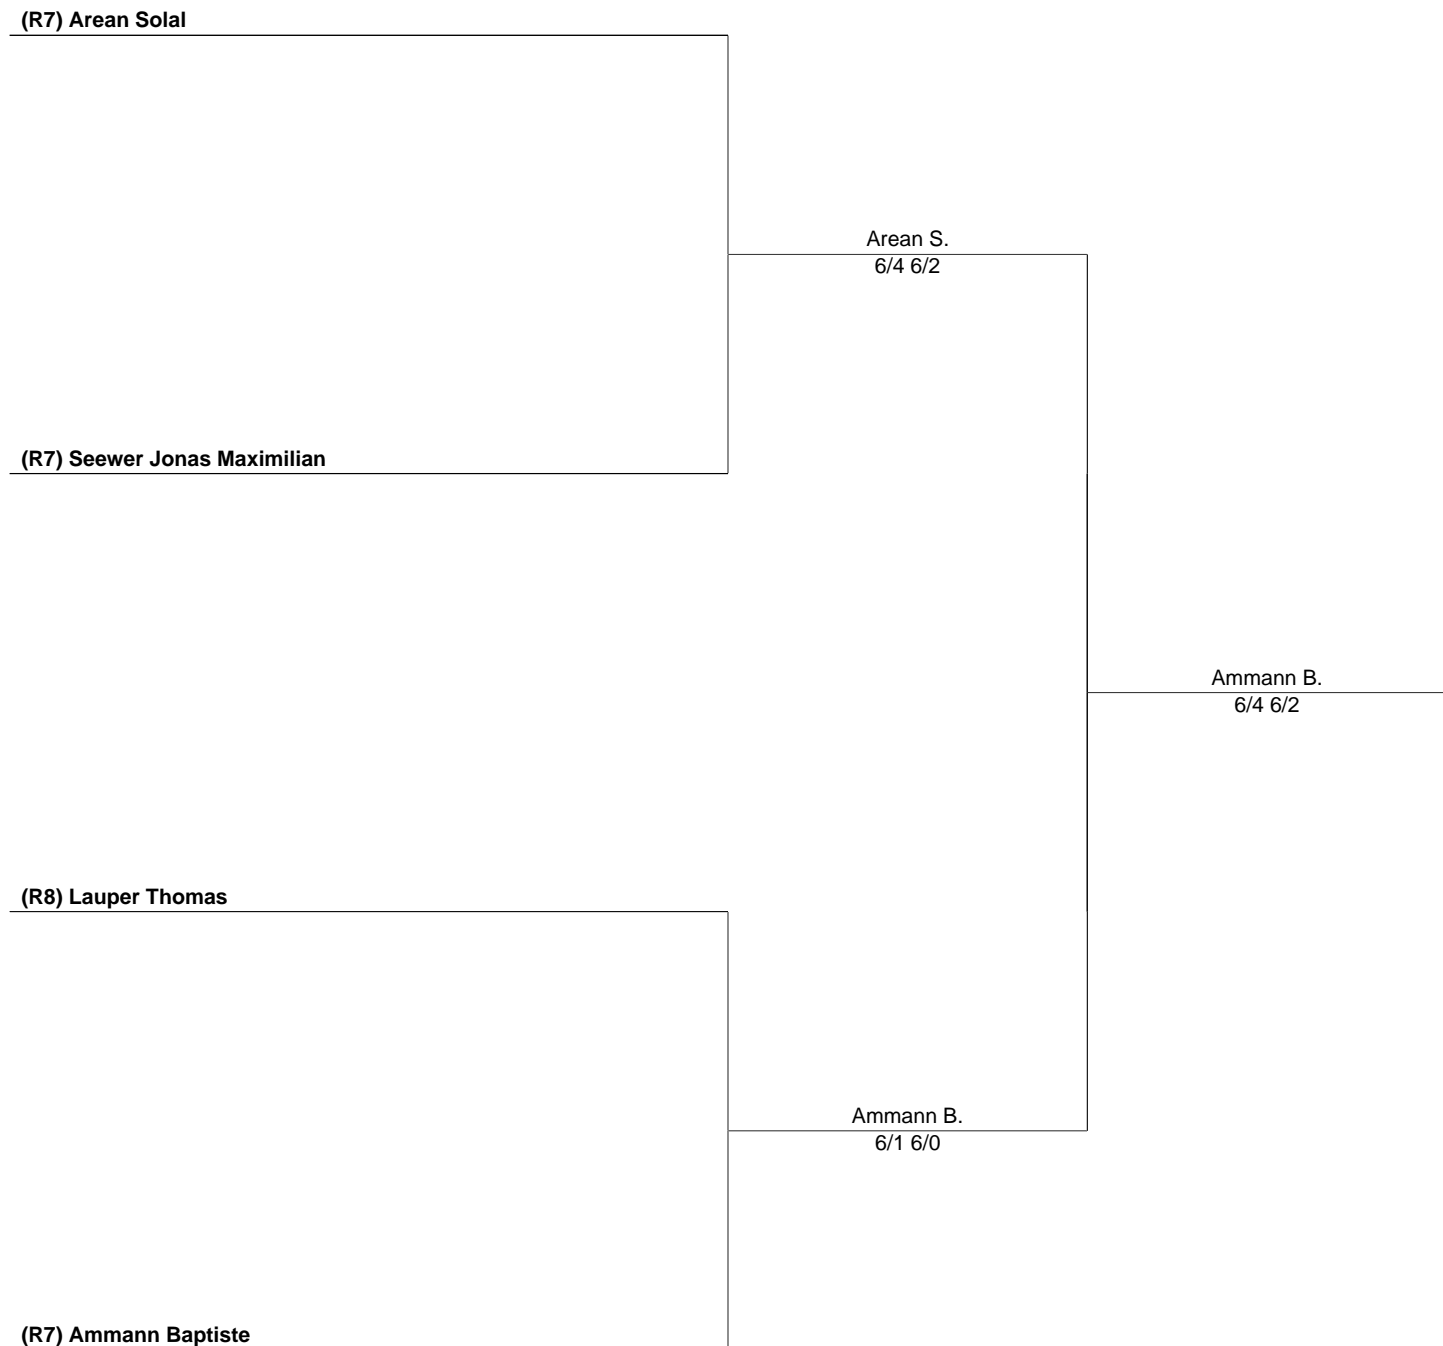 (R7) Arean Solal
Arean S.
6/4 6/2
(R7) Seewer Jonas Maximilian
Ammann B.
6/4 6/2
(R8) Lauper Thomas
Ammann B.
6/1 6/0
(R7) Ammann Baptiste